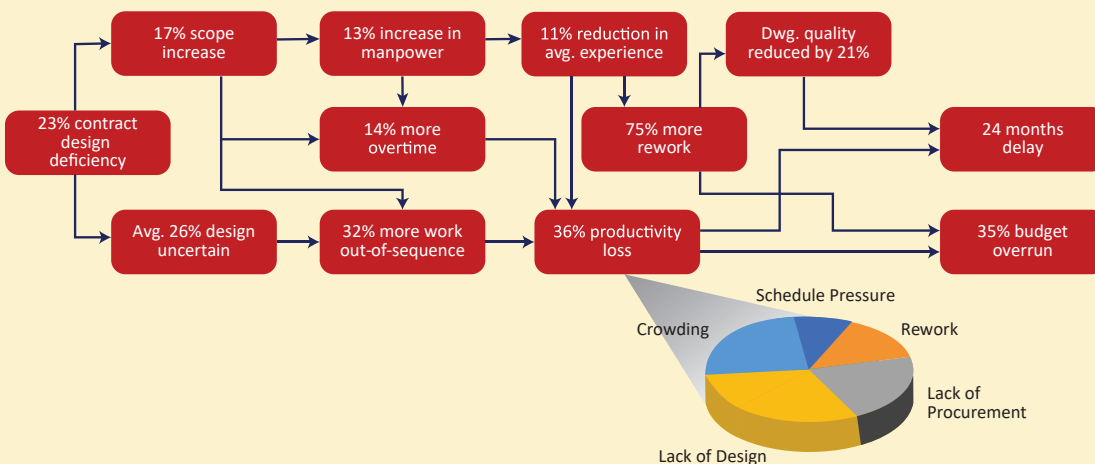 17% scope
increase
13% increase in
manpower
11% reduction in
avg. experience
Dwg. quality
reduced by 21%
23% contract
design
deficiency
14% more
overtime
75% more
rework
24 months
delay
Avg. 26% design
uncertain
32% more work
out-of-sequence
36% productivity
loss
35% budget
overrun
Schedule Pressure
Crowding
Rework
Lack of
Procurement
Lack of Design